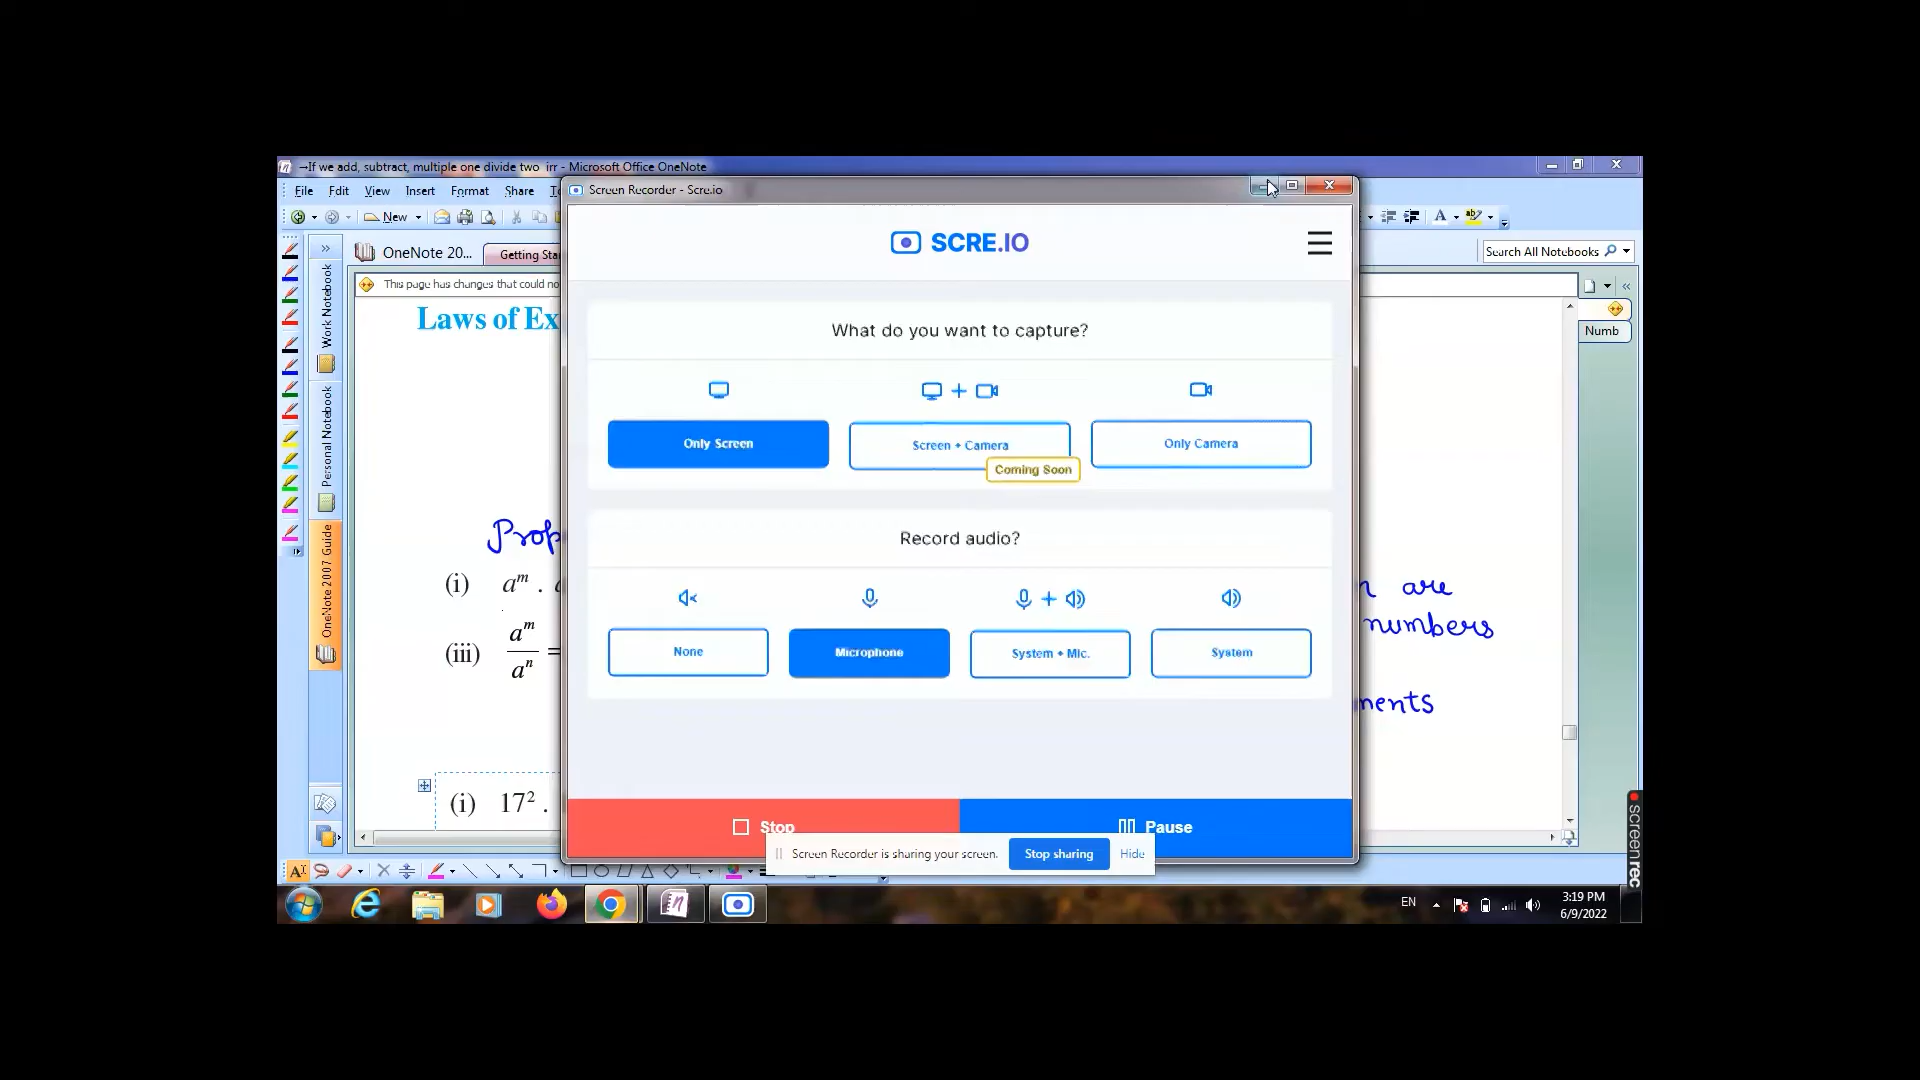 →If we add, subtract, multiple one divide two irr - Microsoft Office OneNote
File Edit View Insert Format Share
Screen Recorder - Scre.io
New
SCRE.IO
OneNote 20...
Getting Sta
Search All Notebooks
This page has changes that could no
Laws of Ex
Numb
Work Notebook
Personal Notebook
OneNote 2007 Guide
What do you want to capture?
Only Screen
Screen + Camera
Only Camera
Coming Soon
Record audio?
None
Microphone
System + Mic.
System
Prop
(i) aᵐ .
are
numbers
(iii) aᵐ/aⁿ =
ments
(i) 17² .
Stop
Pause
Screen Recorder is sharing your screen.
Stop sharing
Hide
screenrec
EN
3:19 PM
6/9/2022